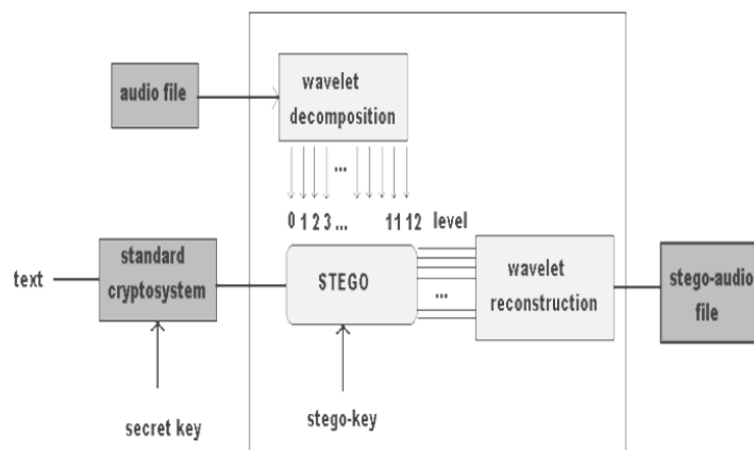 wavelet
decomposition
audio file
...
0 1 2 3 ... 11 12 level
text
standard
cryptosystem
STEGO
...
wavelet
reconstruction
stego-audio
file
secret key
stego-key